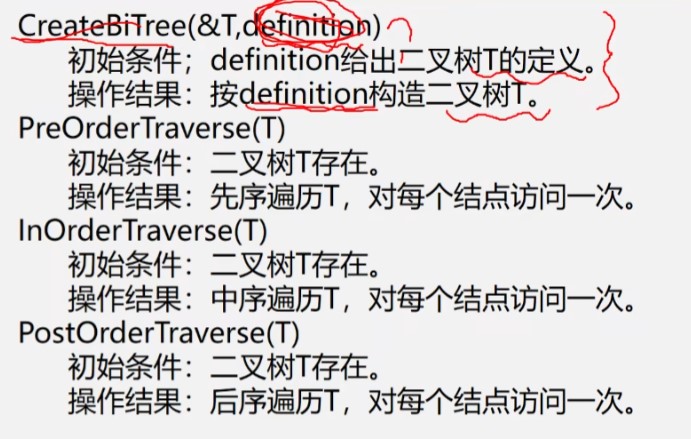 CreateBiTree(&T,definition)
初始条件；definition给出二叉树T的定义。
操作结果：按definition构造二叉树T。
PreOrderTraverse(T)
初始条件：二叉树T存在。
操作结果：先序遍历T，对每个结点访问一次。
InOrderTraverse(T)
初始条件：二叉树T存在。
操作结果：中序遍历T，对每个结点访问一次。
PostOrderTraverse(T)
初始条件：二叉树T存在。
操作结果：后序遍历T，对每个结点访问一次。